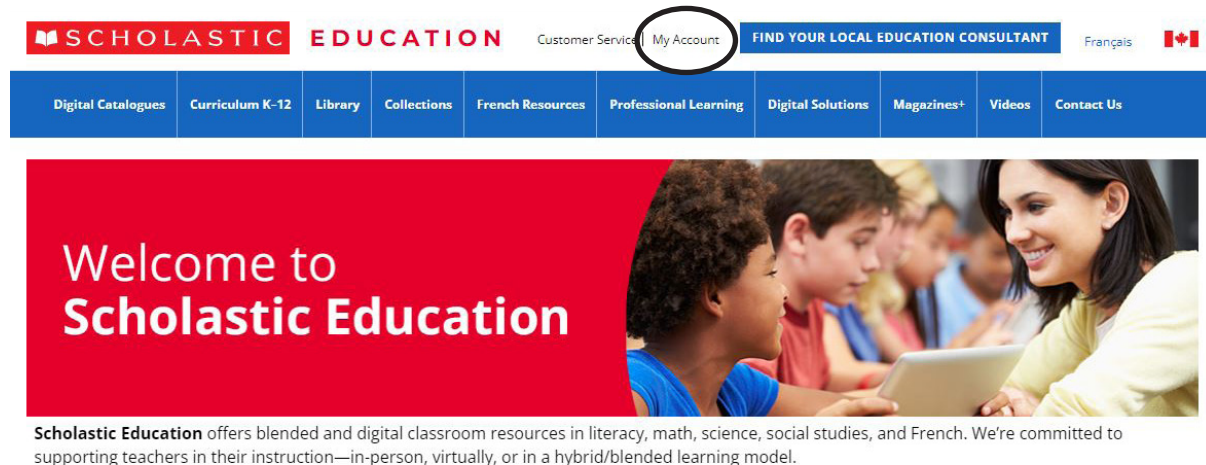 SCHOLASTIC EDUCATION Customer Service | My Account FIND YOUR LOCAL EDUCATION CONSULTANT Français
Digital Catalogues Curriculum K–12 Library Collections French Resources Professional Learning Digital Solutions Magazines+ Videos Contact Us
Welcome to
Scholastic Education
Scholastic Education offers blended and digital classroom resources in literacy, math, science, social studies, and French. We’re committed to
supporting teachers in their instruction—in-person, virtually, or in a hybrid/blended learning model.